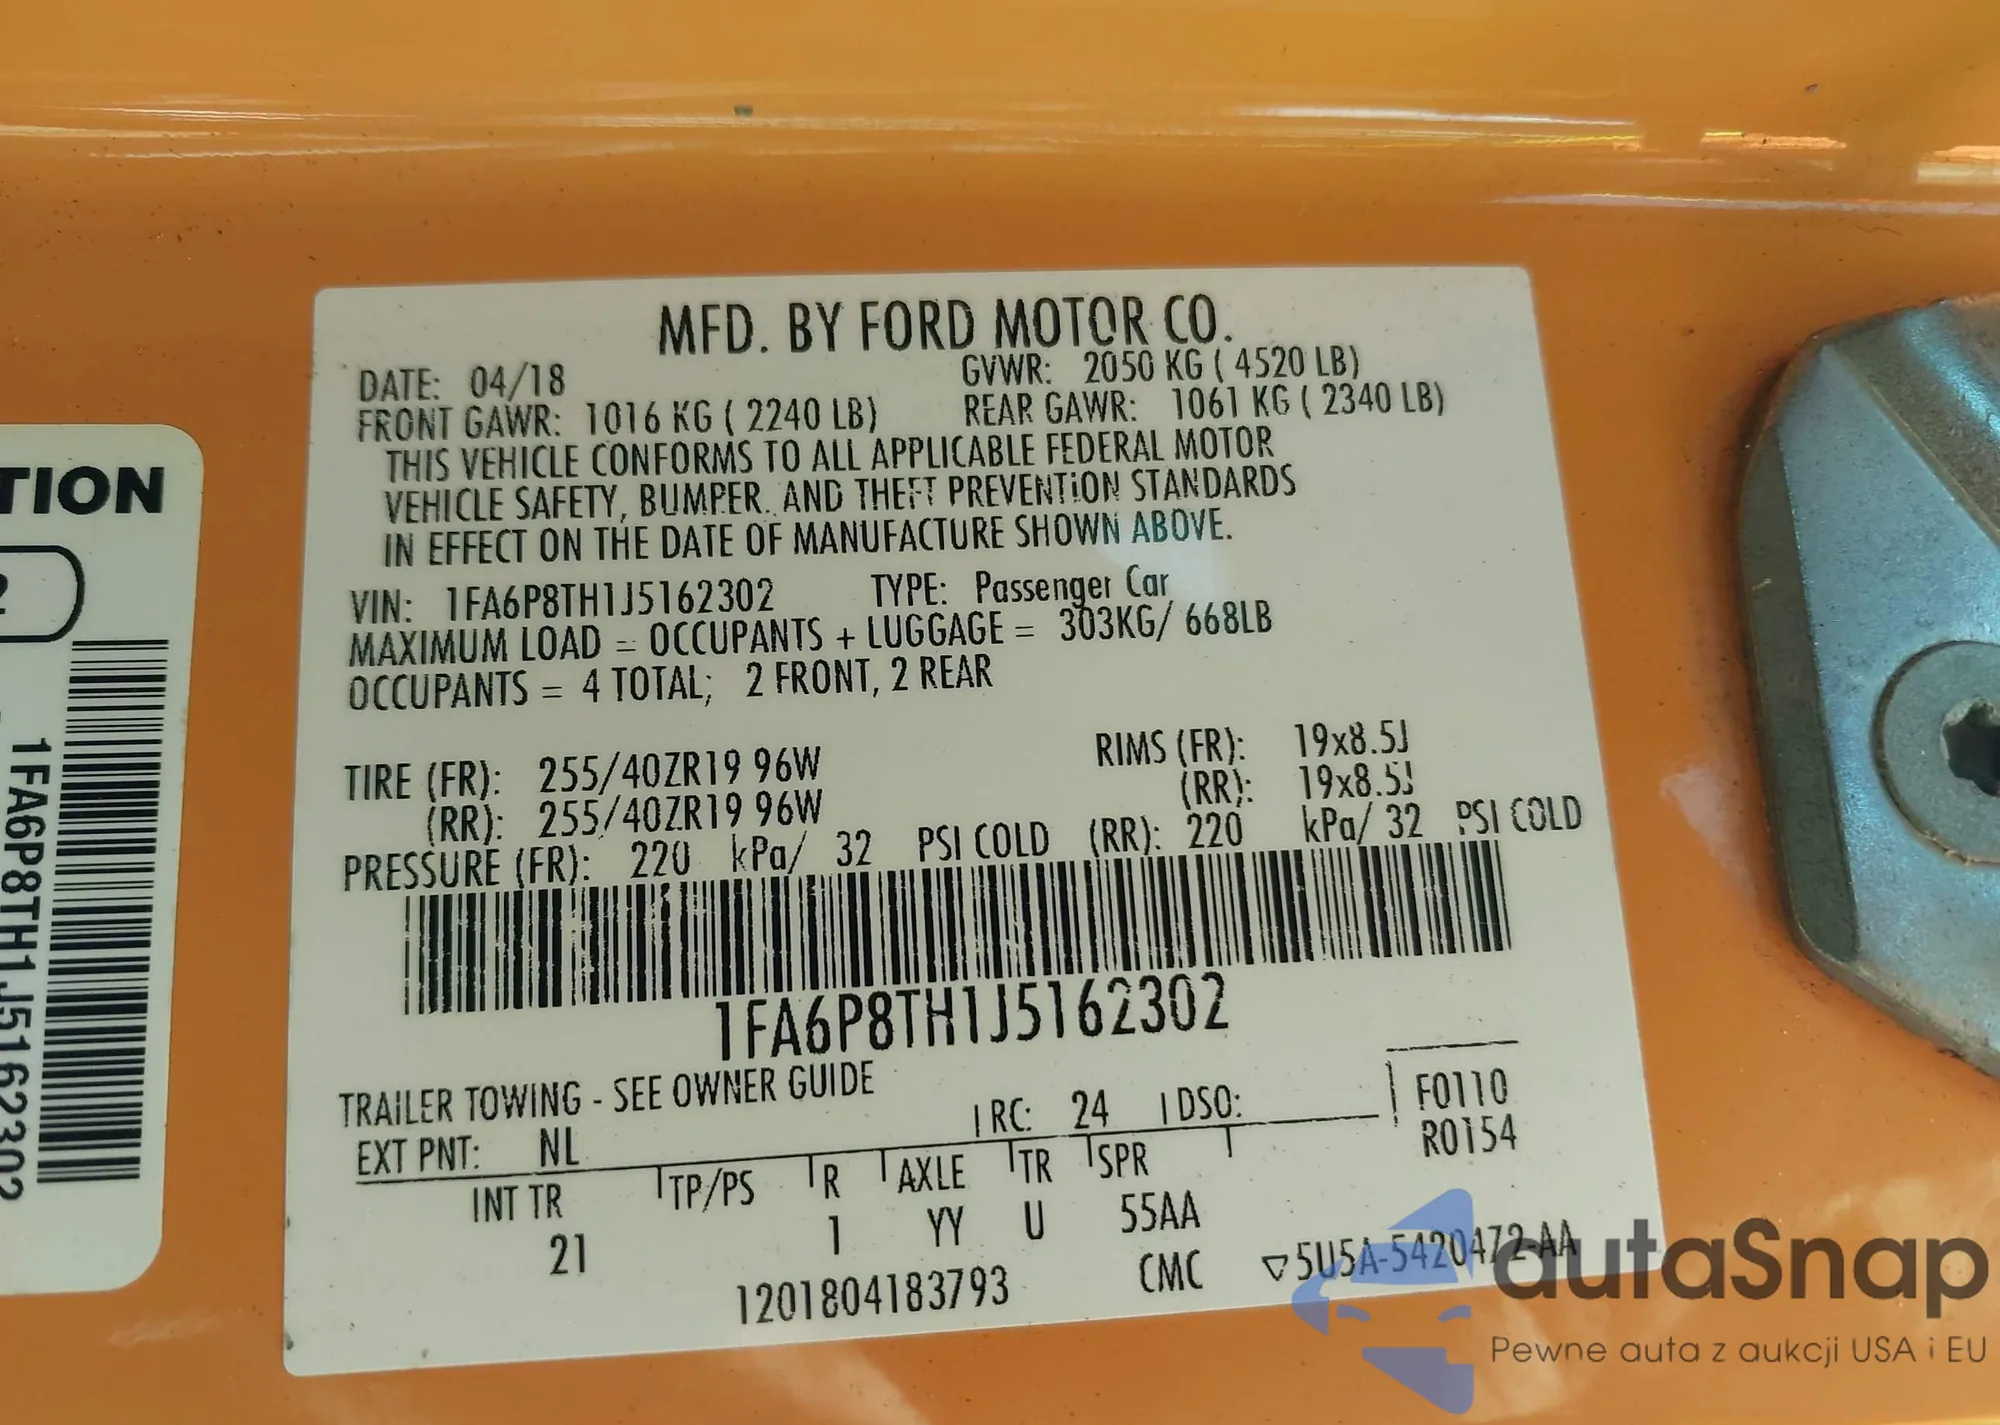 TION
2
1FA6P8TH1J5162302
MFD. BY FORD MOTOR CO.
DATE: 04/18 GVWR: 2050 KG ( 4520 LB)
FRONT GAWR: 1016 KG ( 2240 LB) REAR GAWR: 1061 KG ( 2340 LB)
THIS VEHICLE CONFORMS TO ALL APPLICABLE FEDERAL MOTOR
VEHICLE SAFETY, BUMPER. AND THEFT PREVENTION STANDARDS
IN EFFECT ON THE DATE OF MANUFACTURE SHOWN ABOVE.
VIN: 1FA6P8TH1J5162302 TYPE: Passenger Car
MAXIMUM LOAD = OCCUPANTS + LUGGAGE = 303KG/ 668LB
OCCUPANTS = 4 TOTAL; 2 FRONT, 2 REAR
TIRE (FR): 255/40ZR19 96W RIMS (FR): 19x8.5J
(RR): 255/40ZR19 96W (RR): 19x8.5J
PRESSURE (FR): 220 kPa/ 32 PSI COLD (RR): 220 kPa/ 32 PSI COLD
1FA6P8TH1J5162302
TRAILER TOWING - SEE OWNER GUIDE
EXT PNT: NL RC: 24 DSO: F0110
R0154
INT TR TP/PS R AXLE TR SPR
21 1 YY U 55AA
1201804183793 CMC ▽5U5A-5420472-AA
autaSnap
Pewne auta z aukcji USA i EU